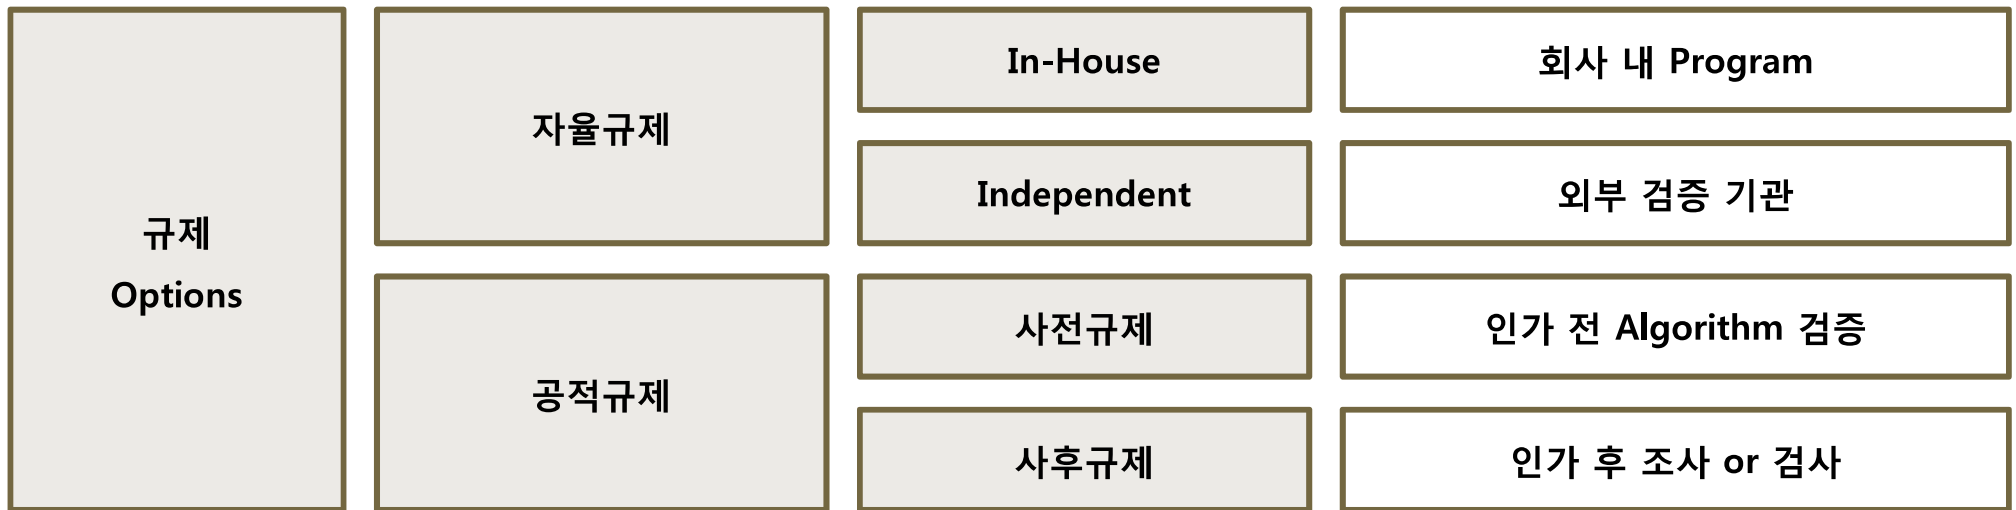 규제
Options
자율규제
In-House
회사 내 Program
Independent
외부 검증 기관
공적규제
사전규제
인가 전 Algorithm 검증
사후규제
인가 후 조사 or 검사